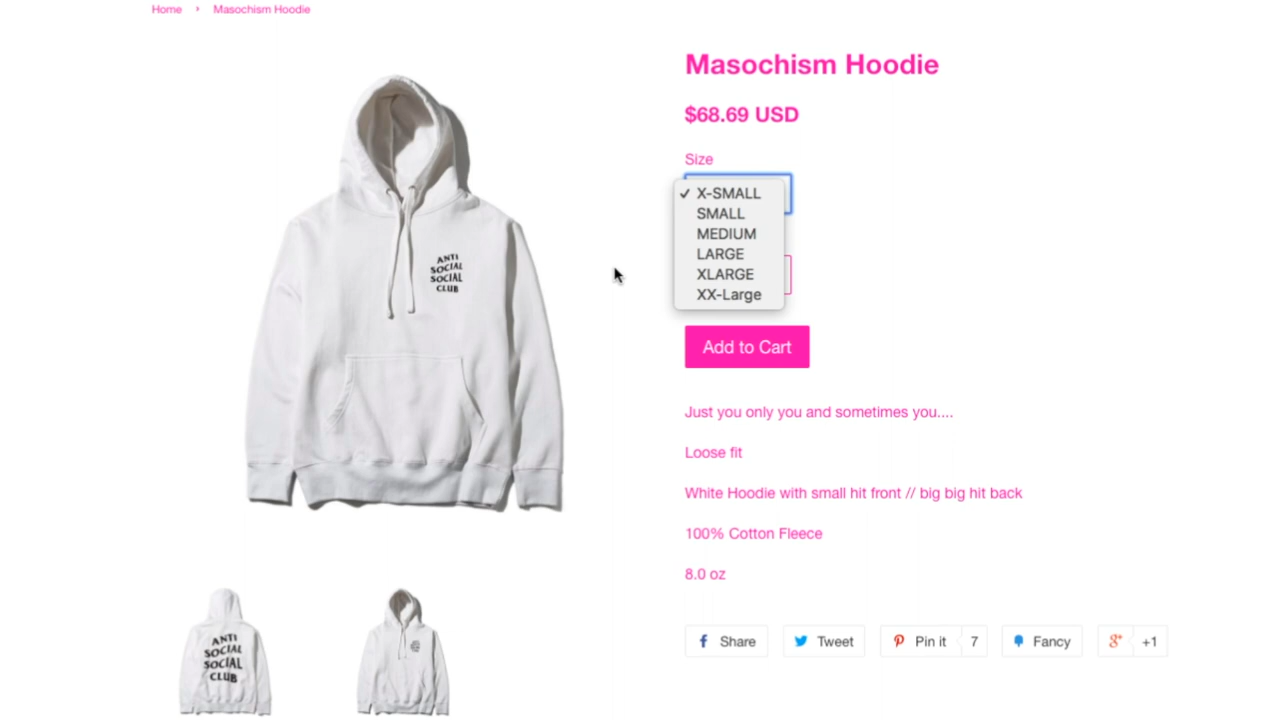 Home › Masochism Hoodie
Masochism Hoodie
$68.69 USD
Size
✓ X-SMALL
SMALL
MEDIUM
LARGE
XLARGE
XX-Large
ANTI
SOCIAL
SOCIAL
CLUB
Add to Cart
Just you only you and sometimes you....
Loose fit
White Hoodie with small hit front // big big hit back
100% Cotton Fleece
8.0 oz
ANTI
SOCIAL
SOCIAL
CLUB
Share Tweet Pin it 7 Fancy +1